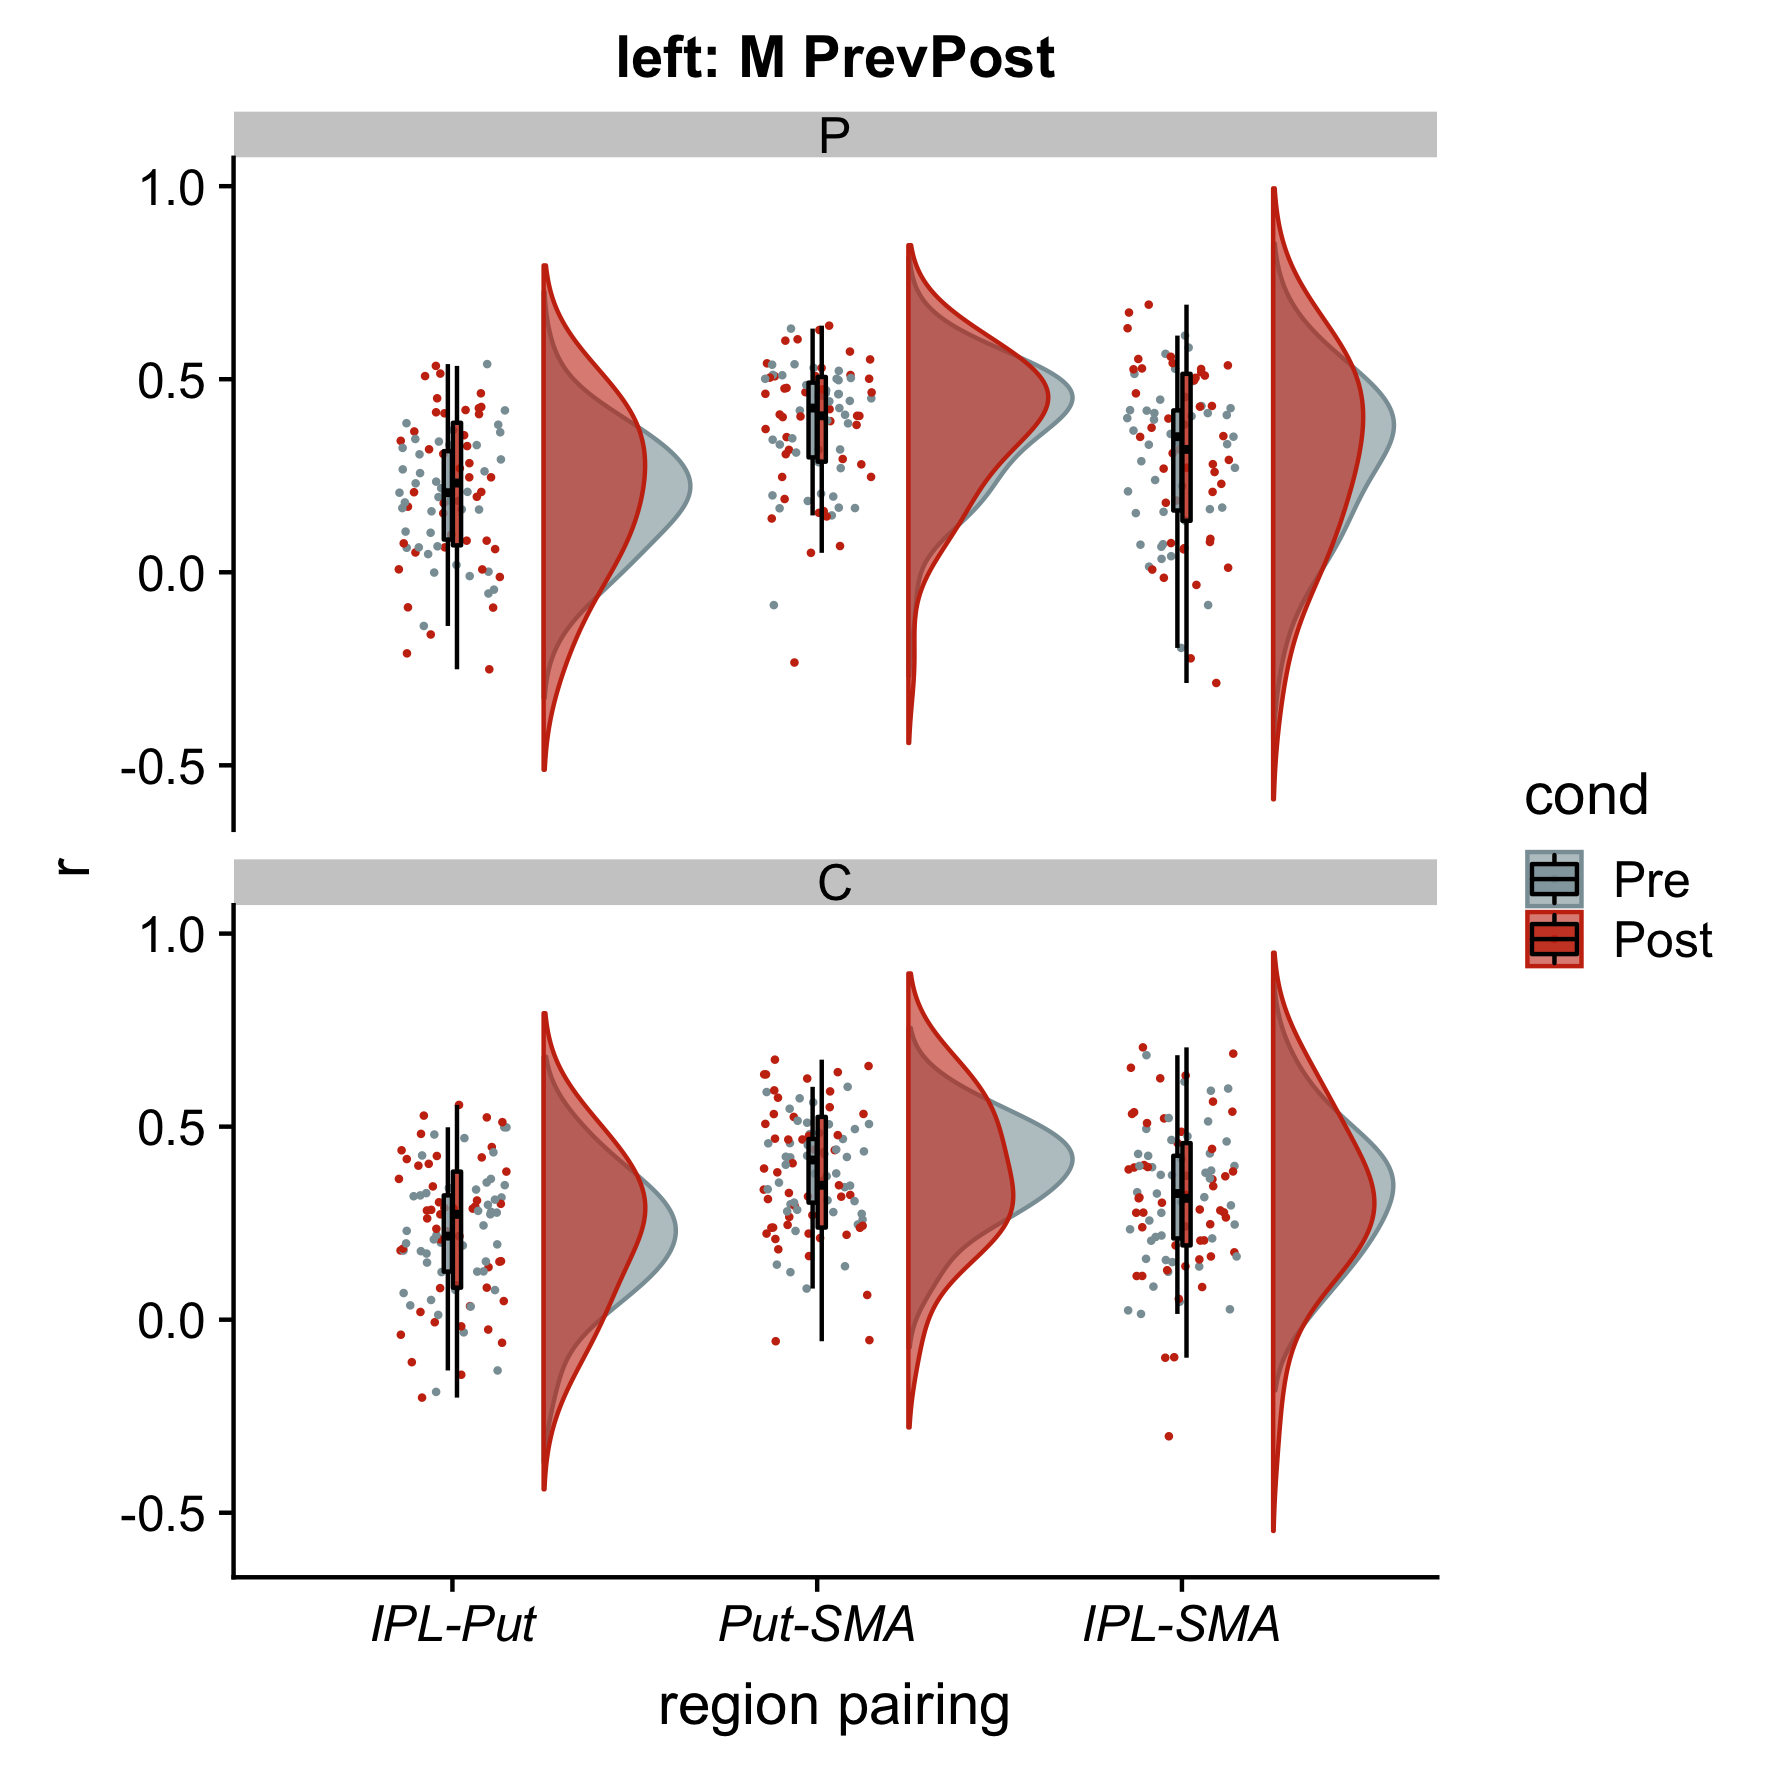 left: M PrevPost
P
1.0
0.5
0.0
-0.5
r
C
1.0
0.5
0.0
-0.5
IPL-Put Put-SMA IPL-SMA
region pairing
cond
Pre
Post